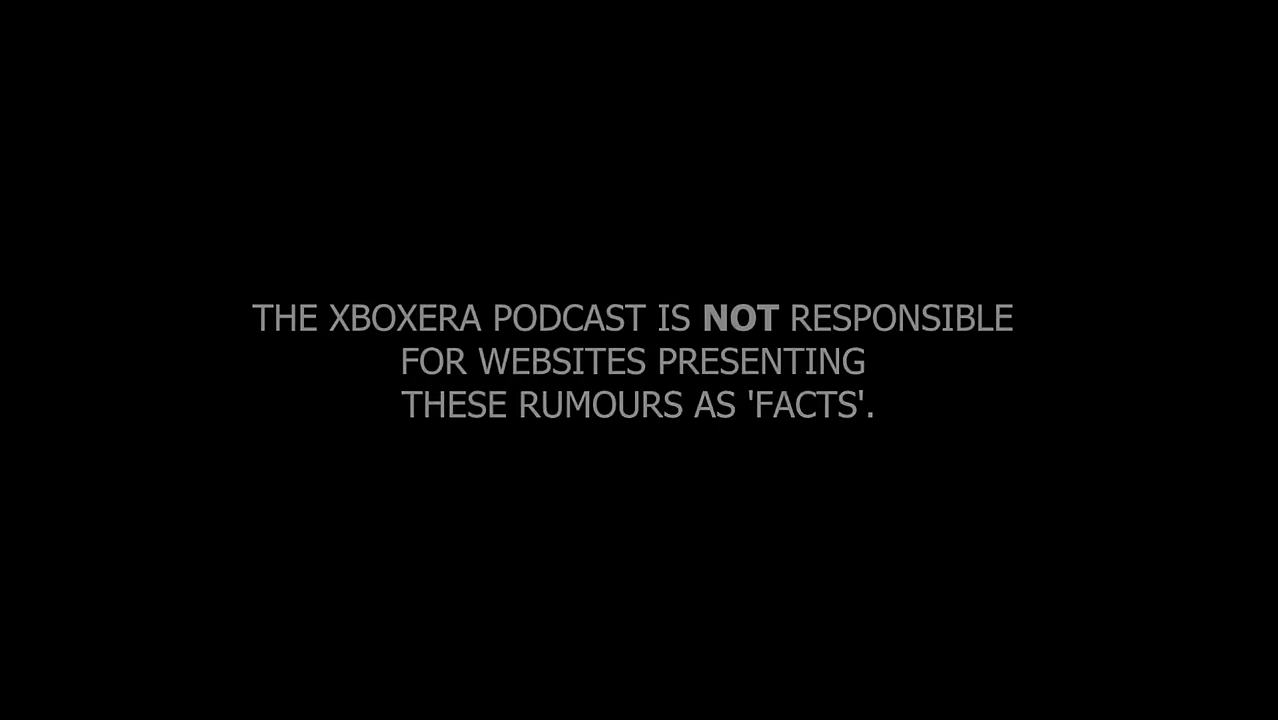 THE XBOXERA PODCAST IS NOT RESPONSIBLE
FOR WEBSITES PRESENTING
THESE RUMOURS AS 'FACTS'.